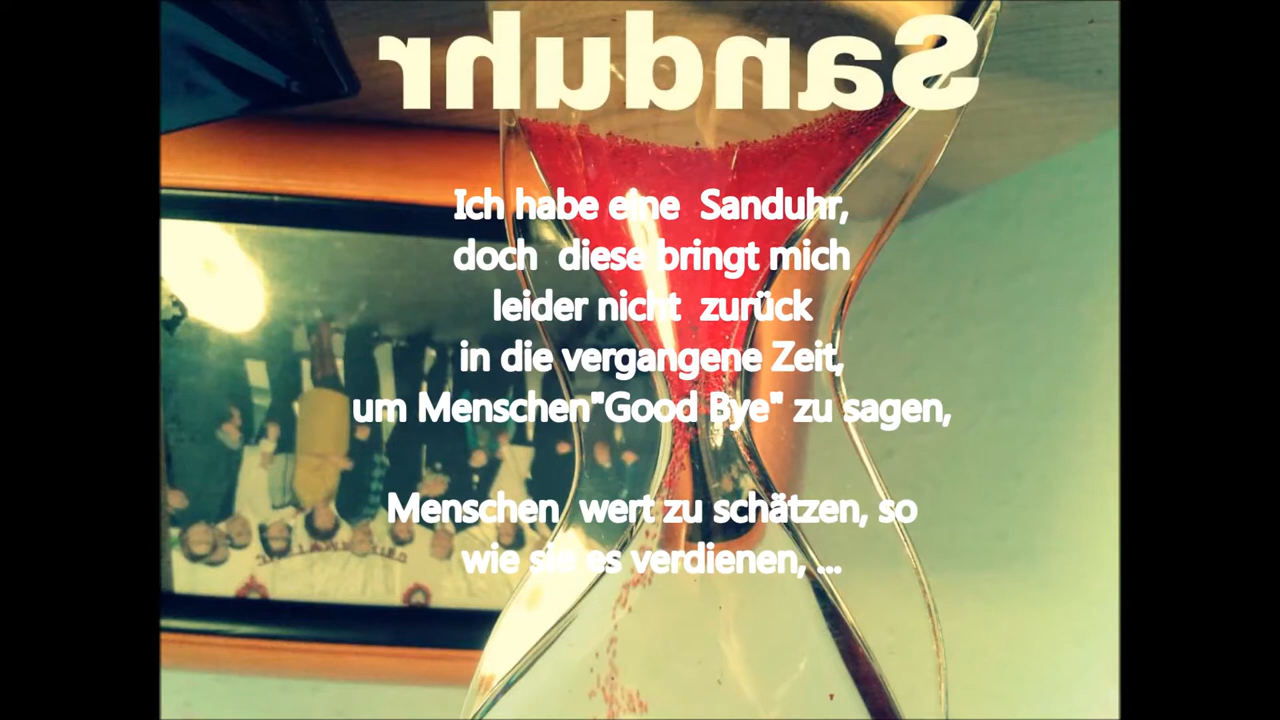 Sanduhr
Ich habe eine Sanduhr,
doch diese bringt mich
leider nicht zurück
in die vergangene Zeit,
um Menschen"Good Bye" zu sagen,
Menschen wert zu schätzen, so
wie sie es verdienen, ...